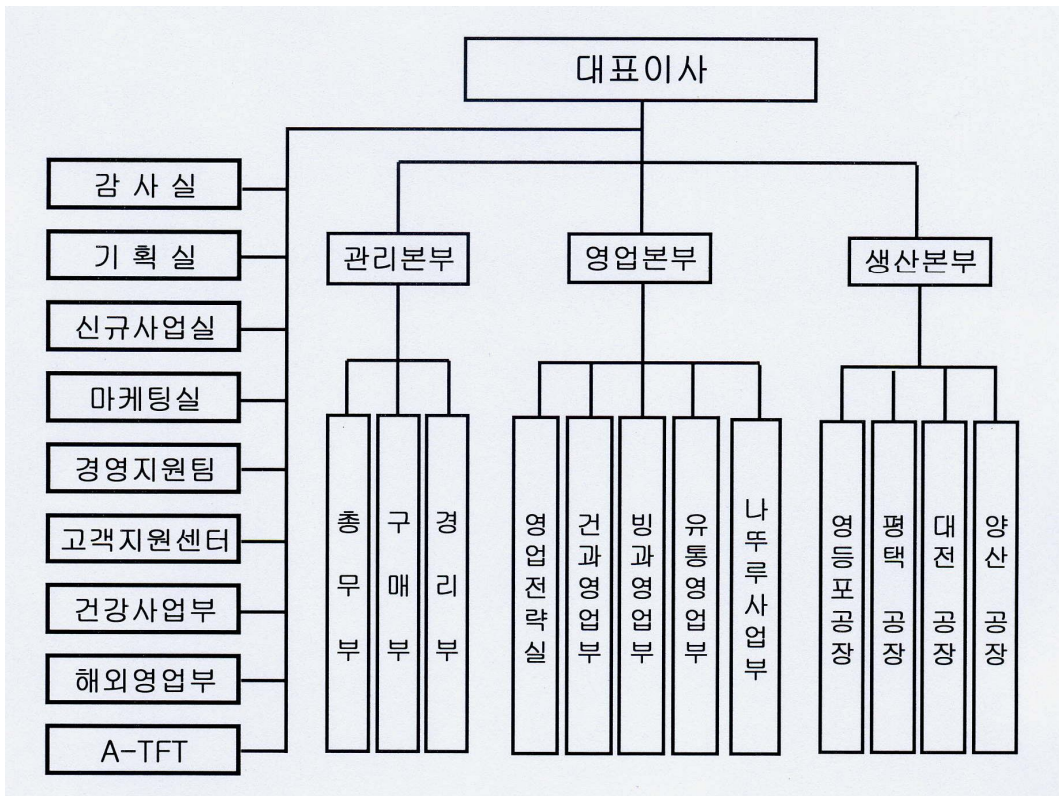 대표이사
감 사 실
기 획 실
신규사업실
마케팅실
경영지원팀
고객지원센터
건강사업부
해외영업부
A-TFT
관리본부
영업본부
생산본부
총무부
구매부
경리부
영업전략실
건과영업부
빙과영업부
유통영업부
나뚜루사업부
영등포공장
평택 공장
대전 공장
양산 공장